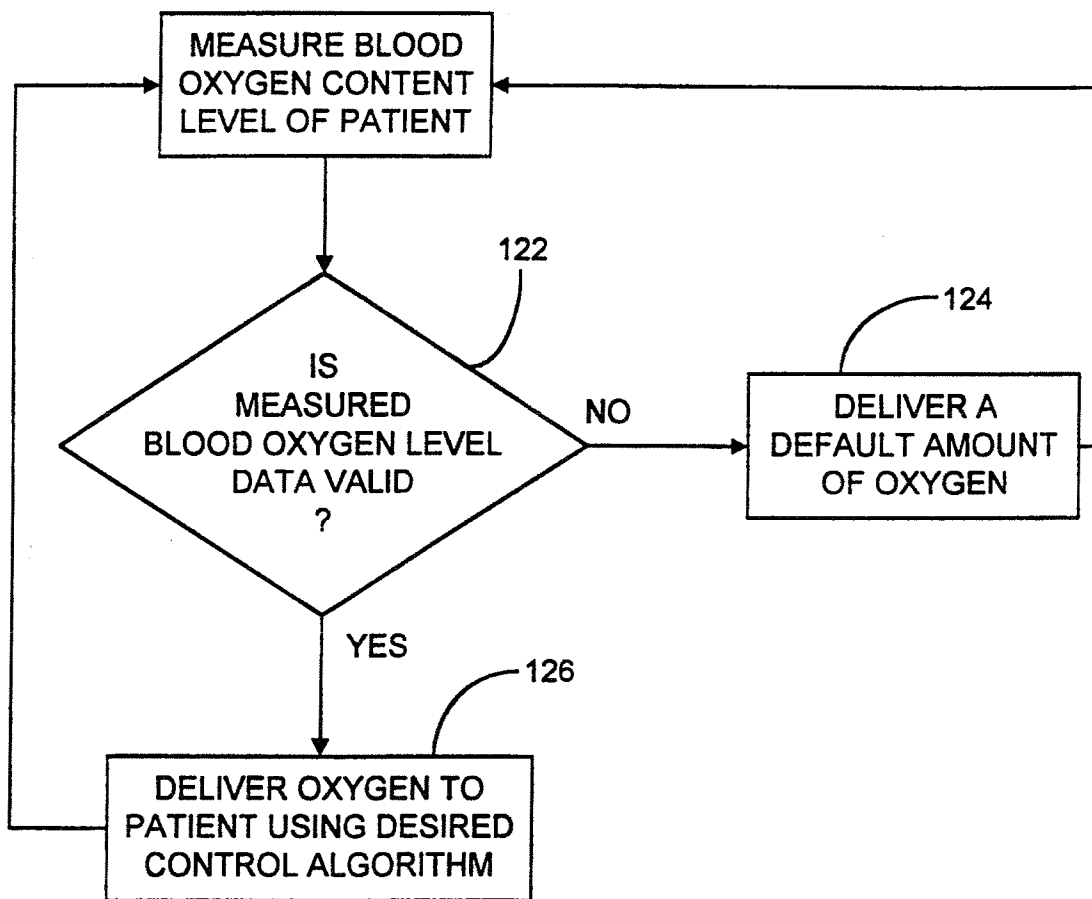 MEASURE BLOOD
OXYGEN CONTENT
LEVEL OF PATIENT
122
IS
MEASURED
BLOOD OXYGEN LEVEL
DATA VALID
?
NO
124
DELIVER A
DEFAULT AMOUNT
OF OXYGEN
YES
126
DELIVER OXYGEN TO
PATIENT USING DESIRED
CONTROL ALGORITHM